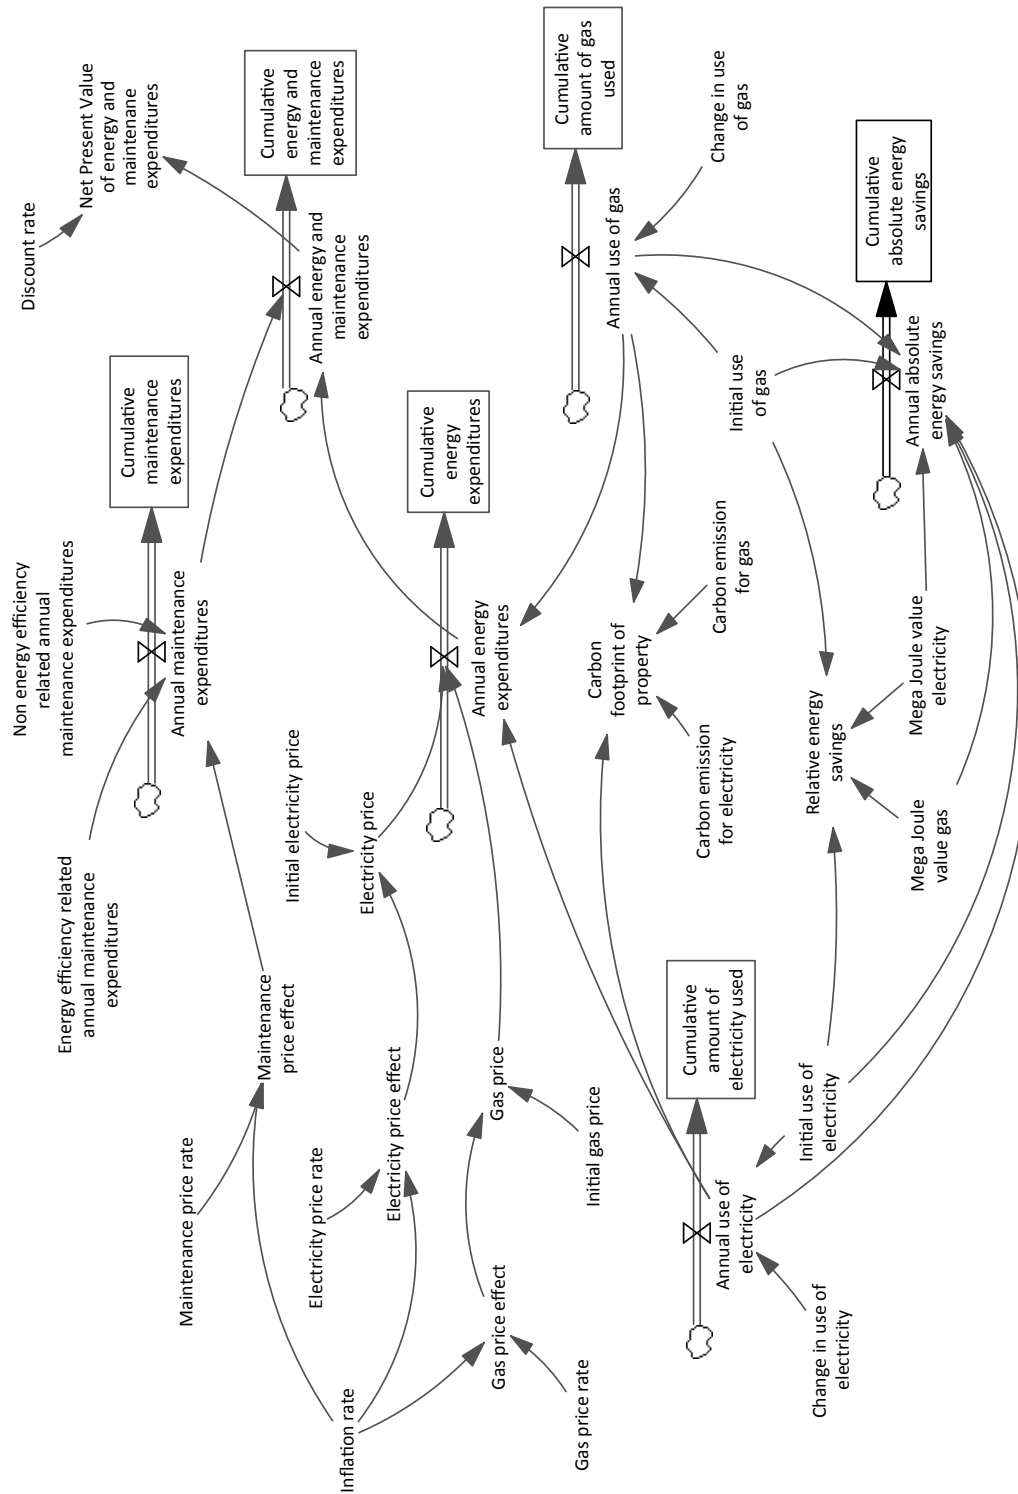 Discount rate
Net Present Value
of energy and
maintenane
expenditures
Cumulative
energy and
maintenance
expenditures
Annual energy and
maintenance
expenditures
Non energy efficiency
related annual
maintenance expenditures
Cumulative
maintenance
expenditures
Annual maintenance
expenditures
Energy efficiency related
annual maintenance
expenditures
Maintenance
price effect
Maintenance price rate
Initial electricity price
Electricity price
Electricity price effect
Electricity price rate
Inflation rate
Cumulative
energy
expenditures
Annual energy
expenditures
Gas price
Initial gas price
Gas price effect
Gas price rate
Cumulative
amount of gas
used
Annual use of gas
Change in use
of gas
Initial use
of gas
Carbon
footprint of
property
Carbon emission
for gas
Carbon emission
for electricity
Cumulative
absolute energy
savings
Annual absolute
energy savings
Relative energy
savings
Mega Joule value
electricity
Mega Joule
value gas
Cumulative
amount of
electricity used
Annual use of
electricity
Initial use of
electricity
Change in use of
electricity